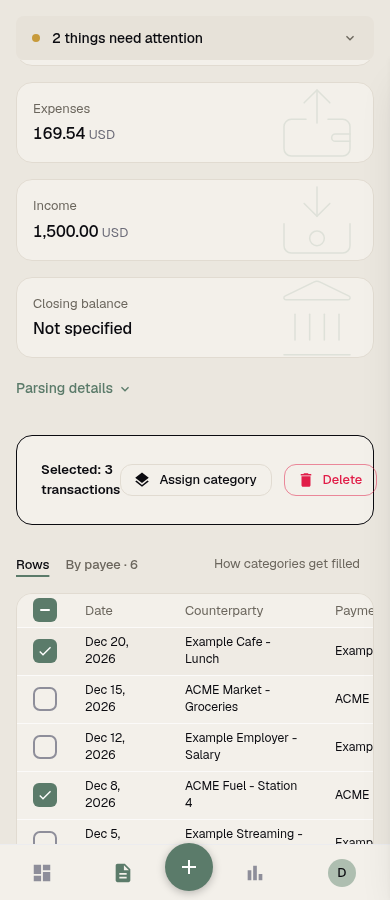 2 things need attention
Expenses
169.54 USD
Income
1,500.00 USD
Closing balance
Not specified
Parsing details
Selected: 3
transactions
Assign category
Delete
Rows
By payee · 6
How categories get filled
Date
Counterparty
Dec 20,
2026
Example Cafe -
Lunch
Dec 15,
2026
ACME Market -
Groceries
ACME
Dec 12,
2026
Example Employer -
Salary
Dec 8,
2026
ACME Fuel - Station
4
ACME
Dec 5,
Example Streaming -
D